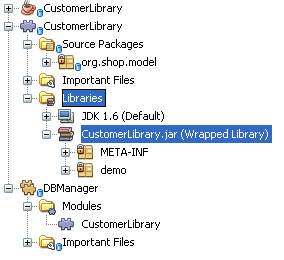 CustomerLibrary
CustomerLibrary
Source Packages
org.shop.model
Important Files
Libraries
JDK 1.6 (Default)
CustomerLibrary.jar (Wrapped Library)
META-INF
demo
DBManager
Modules
CustomerLibrary
Important Files